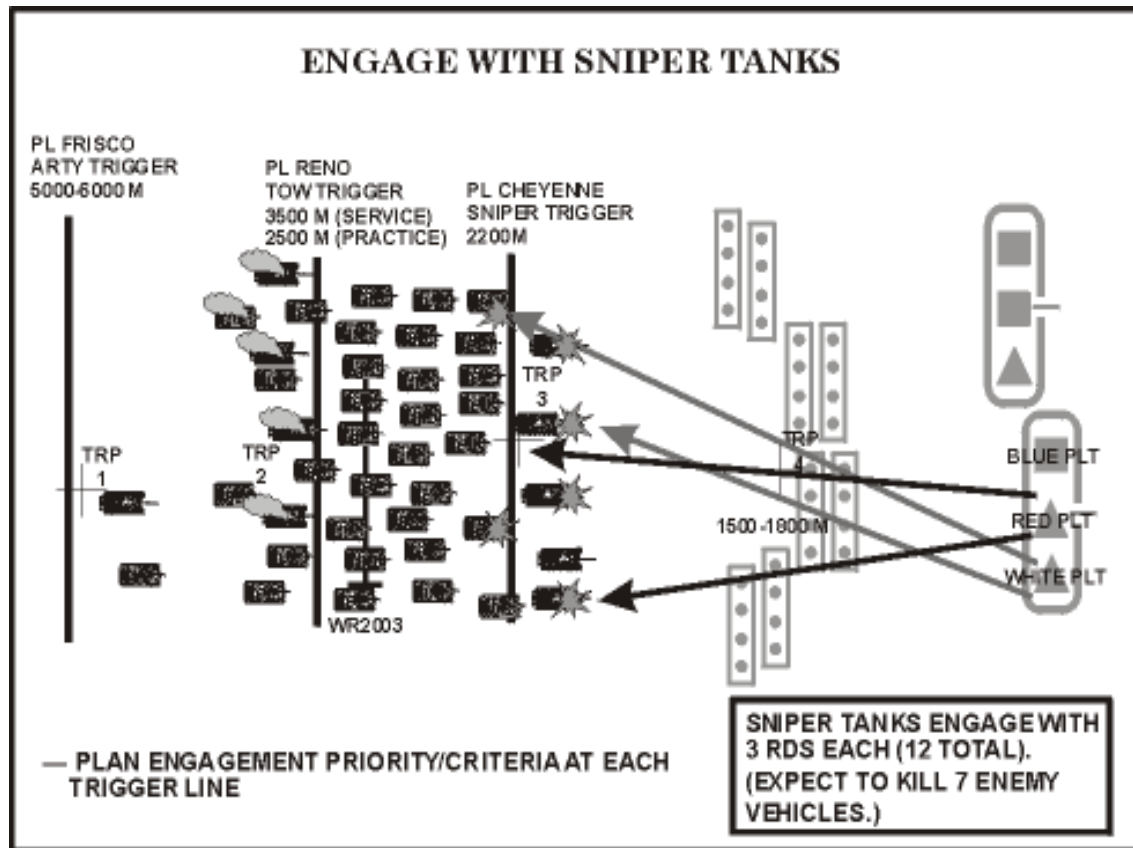 ENGAGE WITH SNIPER TANKS
PL FRISCO
ARTY TRIGGER
5000-6000 M
PL RENO
TOW TRIGGER
3500 M (SERVICE)
2500 M (PRACTICE)
PL CHEYENNE
SNIPER TRIGGER
2200M
TRP
3
TRP
1
TRP
2
TRP
4
BLUE PLT
RED PLT
WHITE PLT
1500-1800 M
WR2003
— PLAN ENGAGEMENT PRIORITY/CRITERIA AT EACH
TRIGGER LINE
SNIPER TANKS ENGAGE WITH
3 RDS EACH (12 TOTAL).
(EXPECT TO KILL 7 ENEMY
VEHICLES.)